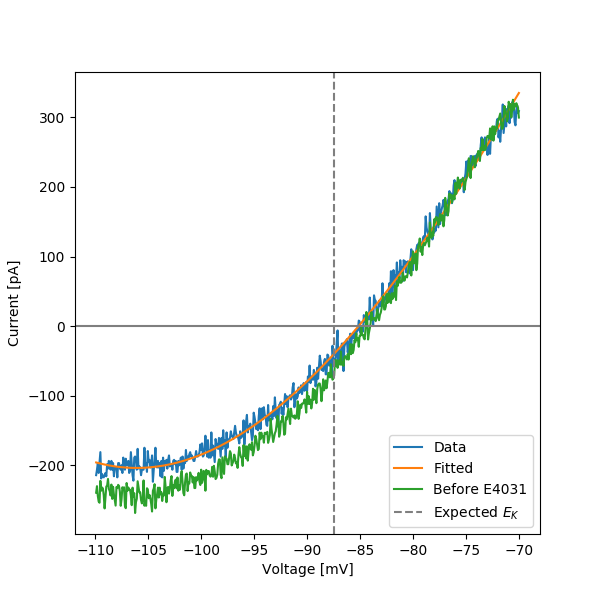 300
200
100
0
−100
−200
Current [pA]
Data
Fitted
Before E4031
Expected E_K
−110 −105 −100 −95 −90 −85 −80 −75 −70
Voltage [mV]